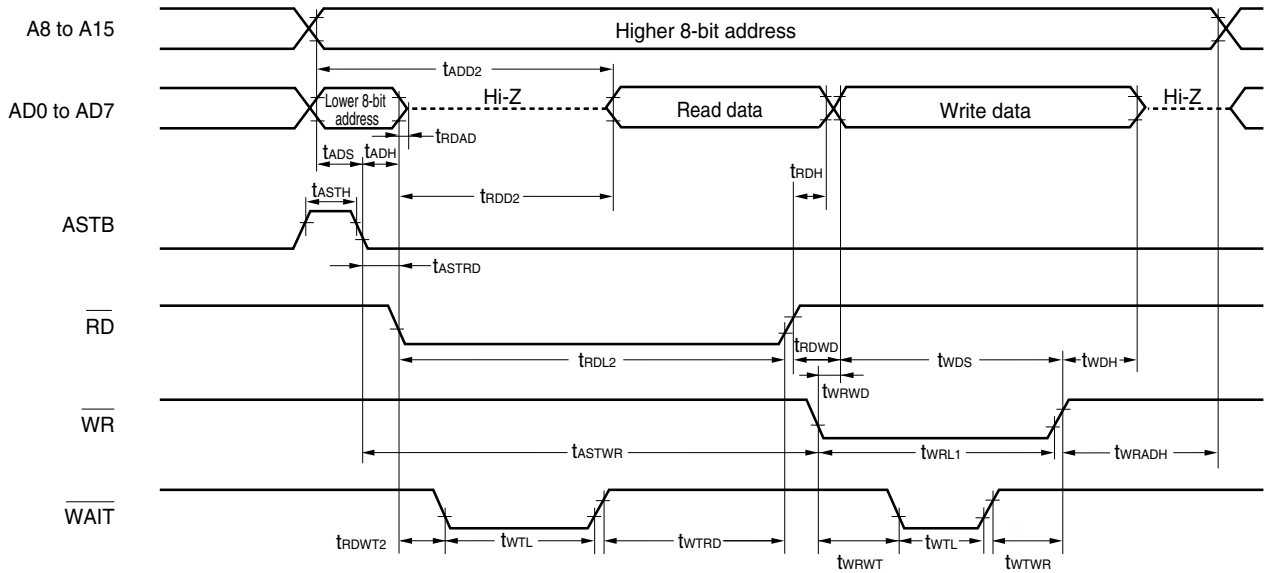 A8 to A15
Higher 8-bit address
tADD2
AD0 to AD7
Lower 8-bit
address
Hi-Z
Read data
Write data
Hi-Z
tRDAD
tADS
tADH
tRDH
tASTH
tRDD2
ASTB
tASTRD
RD
tRDL2
tRDWD
tWDS
tWDH
tWRWD
WR
tASTWR
tWRL1
tWRADH
WAIT
tRDWT2
tWTL
tWTRD
tWRWT
tWTL
tWTWR